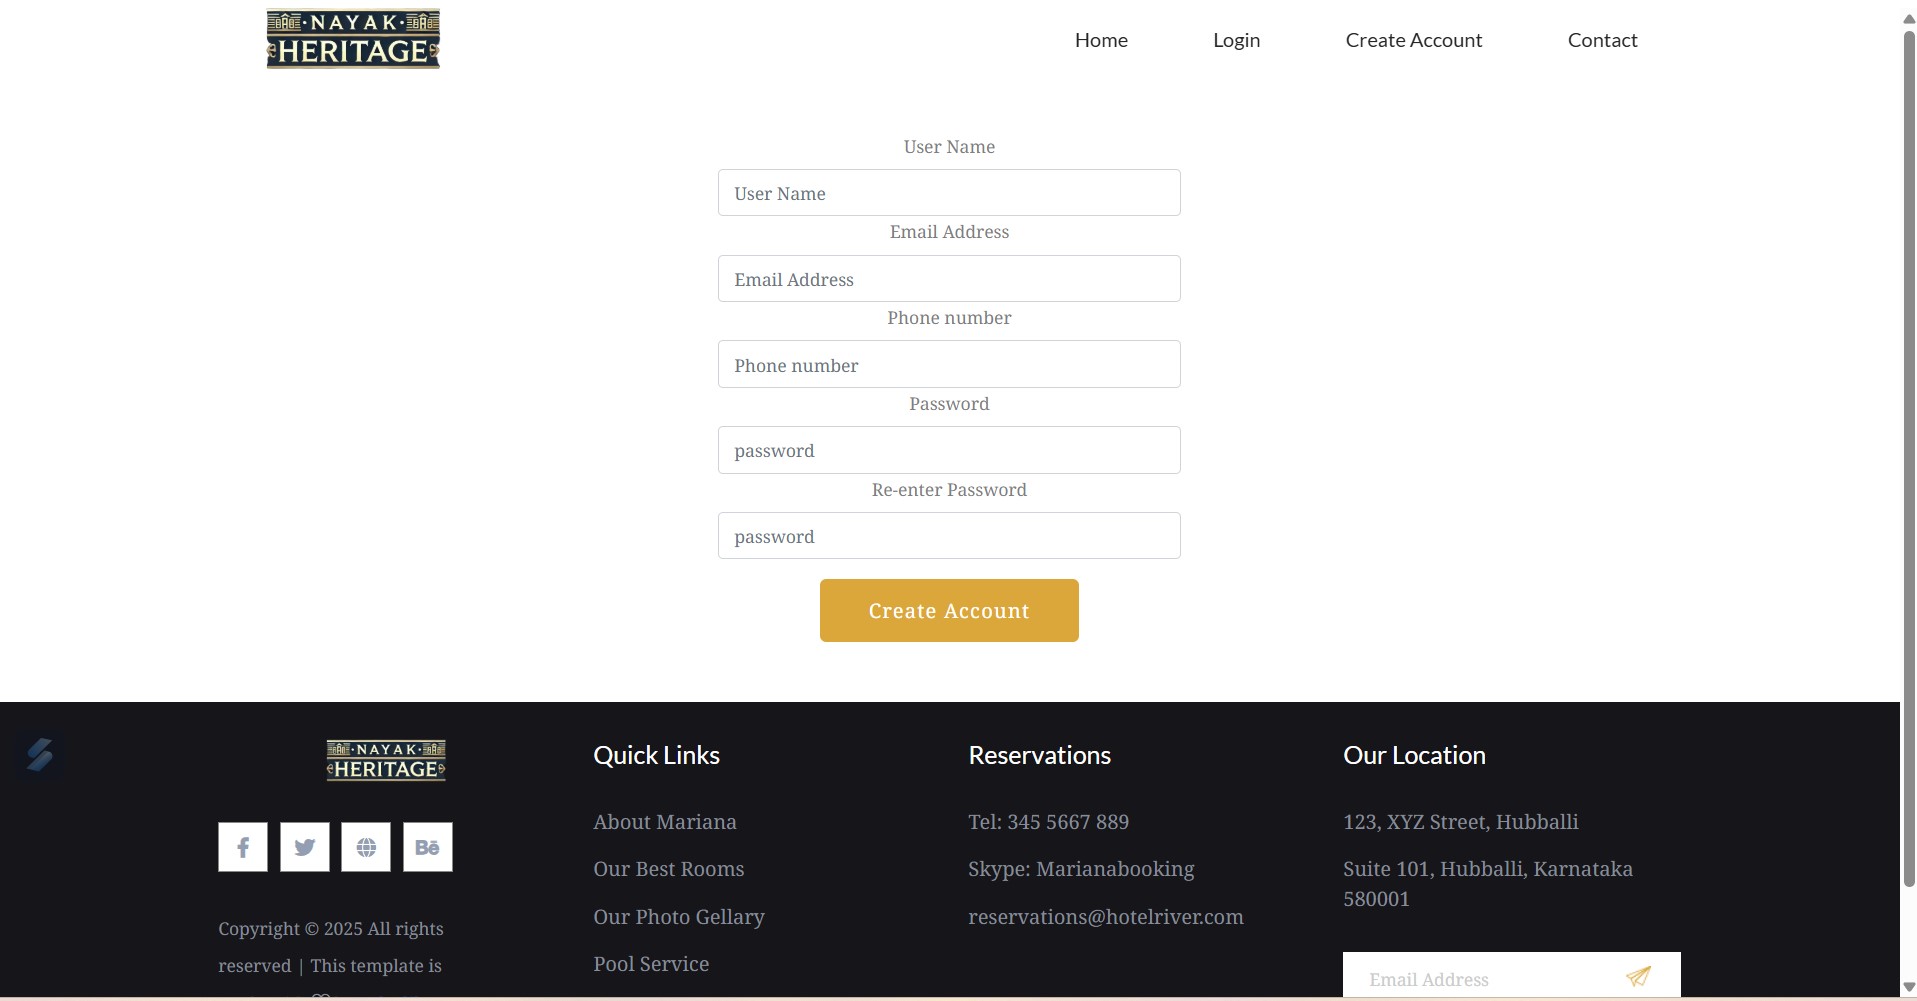 ·NAYAK·
HERITAGE
Home
Login
Create Account
Contact
User Name
User Name
Email Address
Email Address
Phone number
Phone number
Password
password
Re-enter Password
password
Create Account
·NAYAK·
HERITAGE
Bē
Copyright © 2025 All rights
reserved | This template is
Quick Links
About Mariana
Our Best Rooms
Our Photo Gellary
Pool Service
Reservations
Tel: 345 5667 889
Skype: Marianabooking
reservations@hotelriver.com
Our Location
123, XYZ Street, Hubballi
Suite 101, Hubballi, Karnataka
580001
Email Address